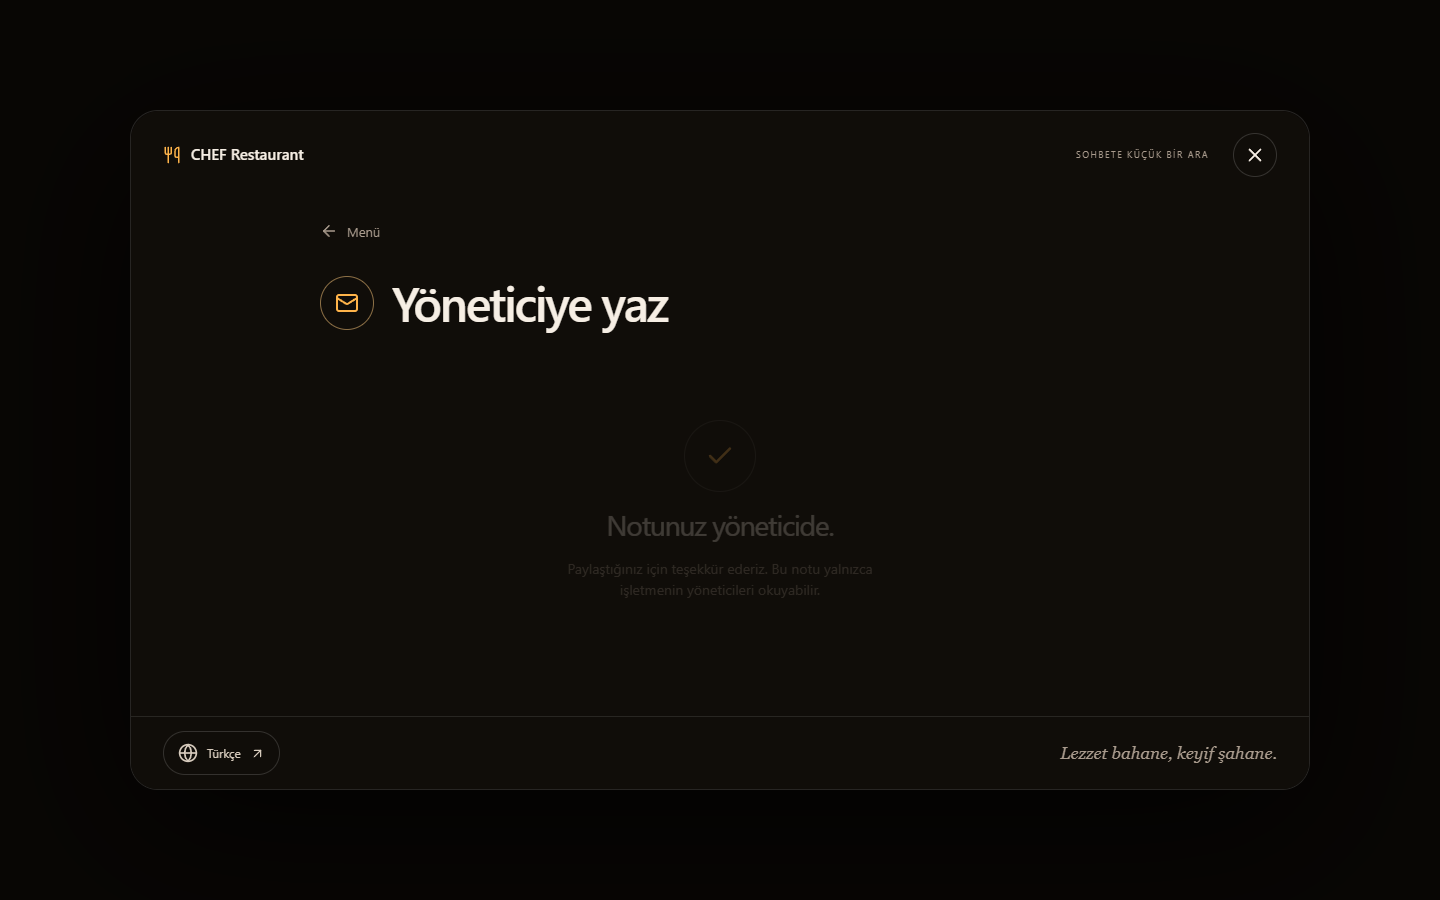 CHEF Restaurant
SOHBETE KÜÇÜK BİR ARA
Menü
Yöneticiye yaz
Notunuz yöneticide.
Paylaştığınız için teşekkür ederiz. Bu notu yalnızca
işletmenin yöneticileri okuyabilir.
Türkçe
Lezzet bahane, keyif şahane.